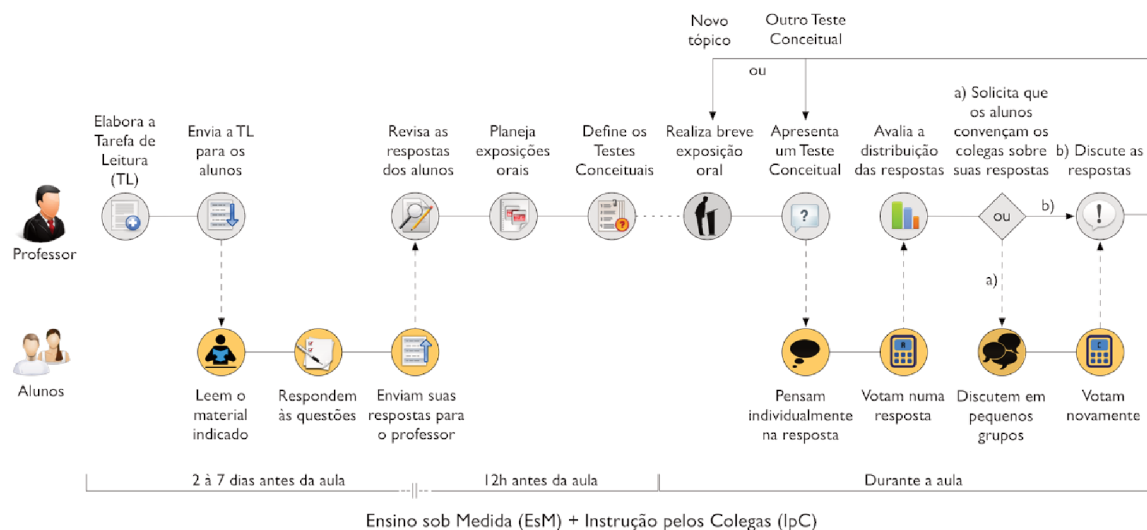 Novo
tópico
ou
Outro Teste
Conceitual
Elabora a
Tarefa de
Leitura
(TL)
Envia a TL
para os
alunos
Revisa as
respostas
dos alunos
Planeja
exposições
orais
Define os
Testes
Conceituais
Realiza breve
exposição
oral
Apresenta
um Teste
Conceitual
Avalia a
distribuição
das respostas
a) Solicita que
os alunos
convençam os
colegas sobre
suas respostas
b) Discute as
respostas
Professor
?
ou
b)
!
a)
Alunos
Leem o
material
indicado
Respondem
às questões
Enviam suas
respostas para
o professor
Pensam
individualmente
na resposta
Votam numa
resposta
Discutem em
pequenos
grupos
Votam
novamente
2 à 7 dias antes da aula
12h antes da aula
Durante a aula
Ensino sob Medida (EsM) + Instrução pelos Colegas (IpC)